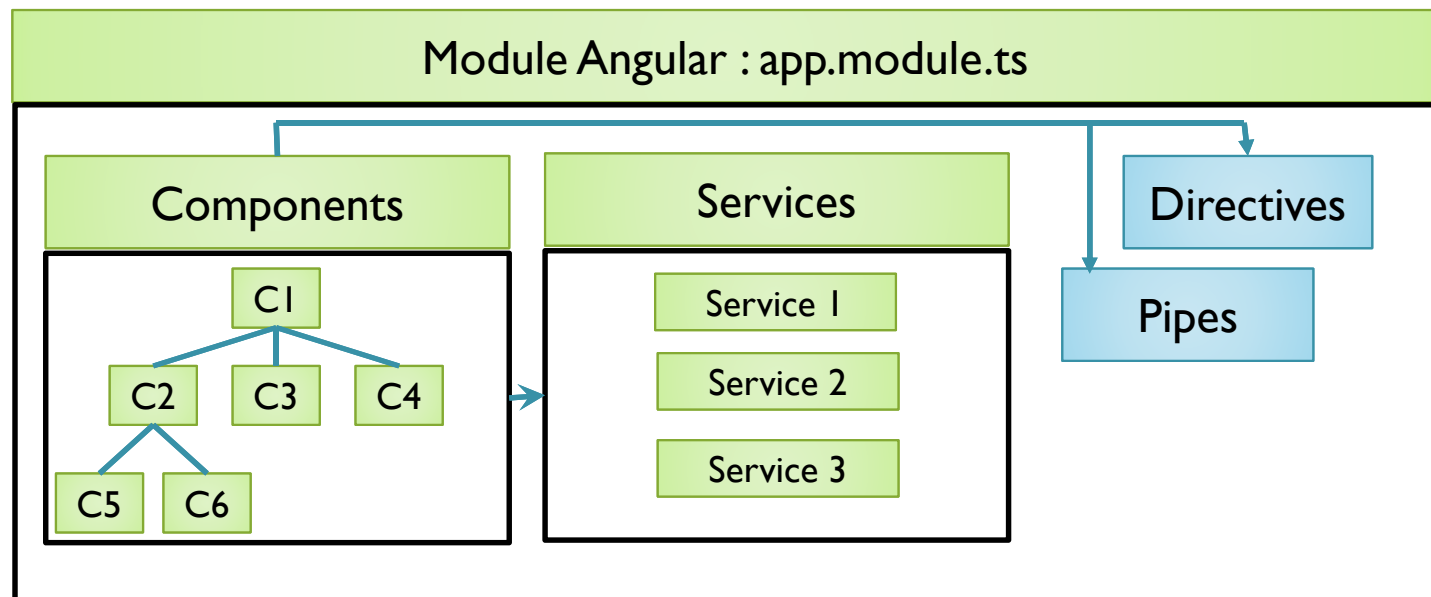 Module Angular : app.module.ts
Components
Services
Directives
Pipes
C1
C2
C3
C4
C5
C6
Service 1
Service 2
Service 3